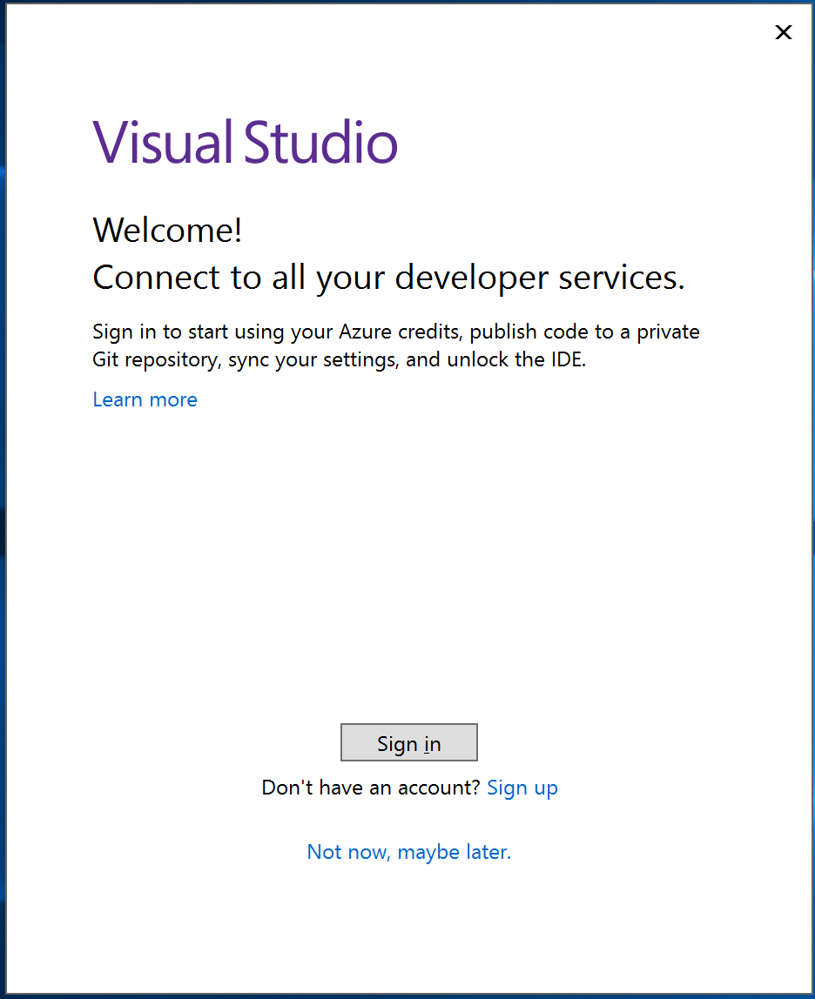 Visual Studio
Welcome!
Connect to all your developer services.
Sign in to start using your Azure credits, publish code to a private
Git repository, sync your settings, and unlock the IDE.
Learn more
Sign in
Don't have an account? Sign up
Not now, maybe later.